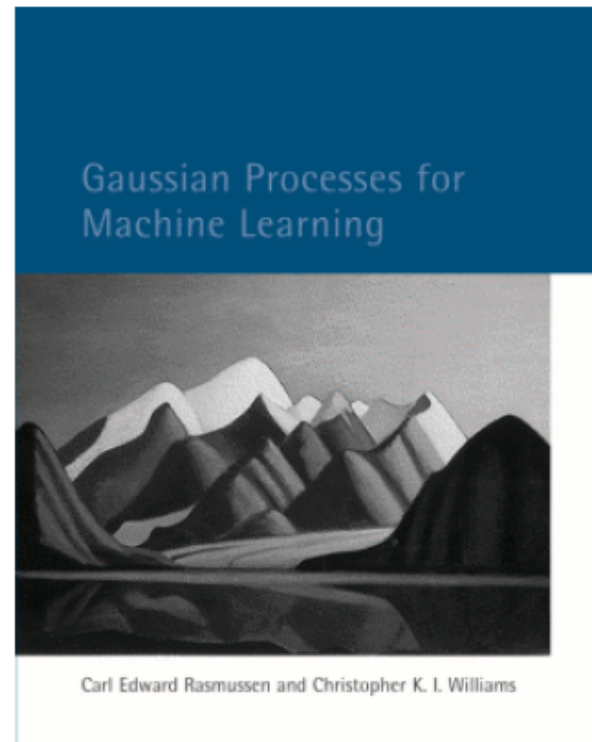 Gaussian Processes for
Machine Learning
Carl Edward Rasmussen and Christopher K. I. Williams